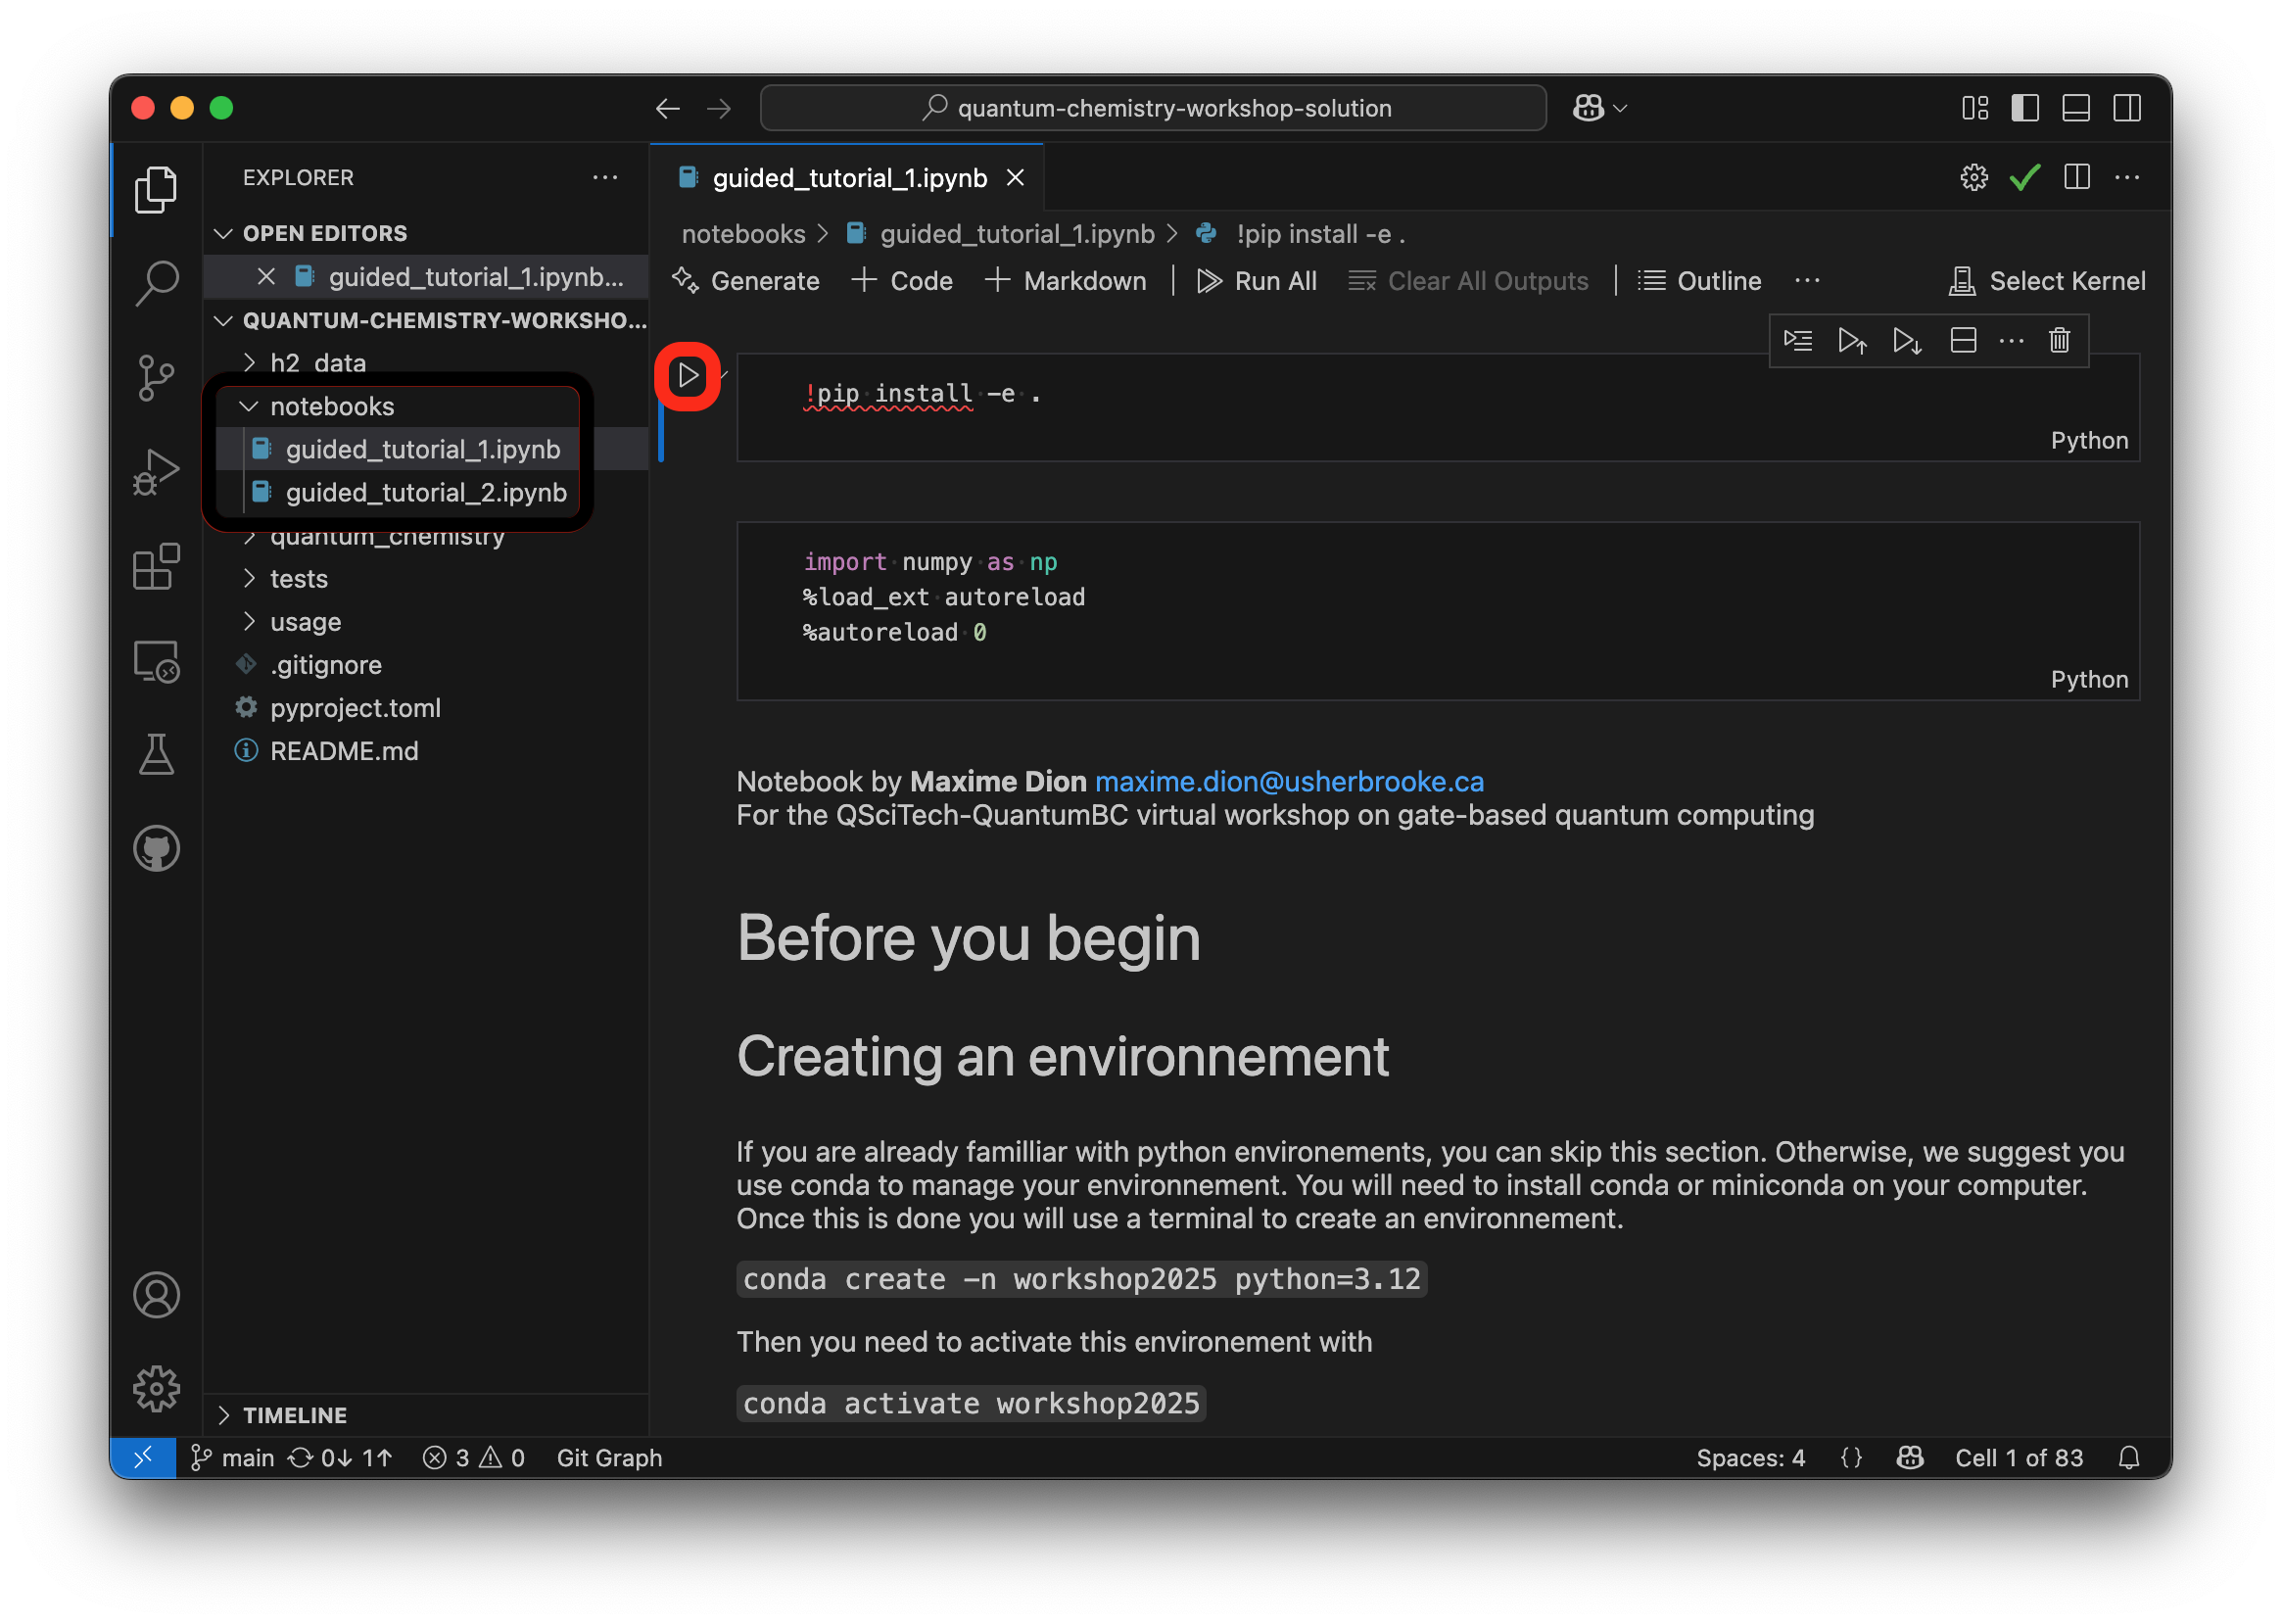 quantum-chemistry-workshop-solution
EXPLORER
OPEN EDITORS
guided_tutorial_1.ipynb...
QUANTUM-CHEMISTRY-WORKSHO...
h2_data
notebooks
guided_tutorial_1.ipynb
guided_tutorial_2.ipynb
quantum_chemistry
tests
usage
.gitignore
pyproject.toml
README.md
TIMELINE
guided_tutorial_1.ipynb
notebooks > guided_tutorial_1.ipynb > !pip install -e .
Generate + Code + Markdown | Run All Clear All Outputs | Outline ... Select Kernel
!pip install -e .
Python
import numpy as np
%load_ext autoreload
%autoreload 0
Python
Notebook by Maxime Dion maxime.dion@usherbrooke.ca
For the QSciTech-QuantumBC virtual workshop on gate-based quantum computing
Before you begin
Creating an environnement
If you are already familliar with python environements, you can skip this section. Otherwise, we suggest you
use conda to manage your environnement. You will need to install conda or miniconda on your computer.
Once this is done you will use a terminal to create an environnement.
conda create -n workshop2025 python=3.12
Then you need to activate this environement with
conda activate workshop2025
main 0↓ 1↑ 3 0 Git Graph Spaces: 4 {} Cell 1 of 83